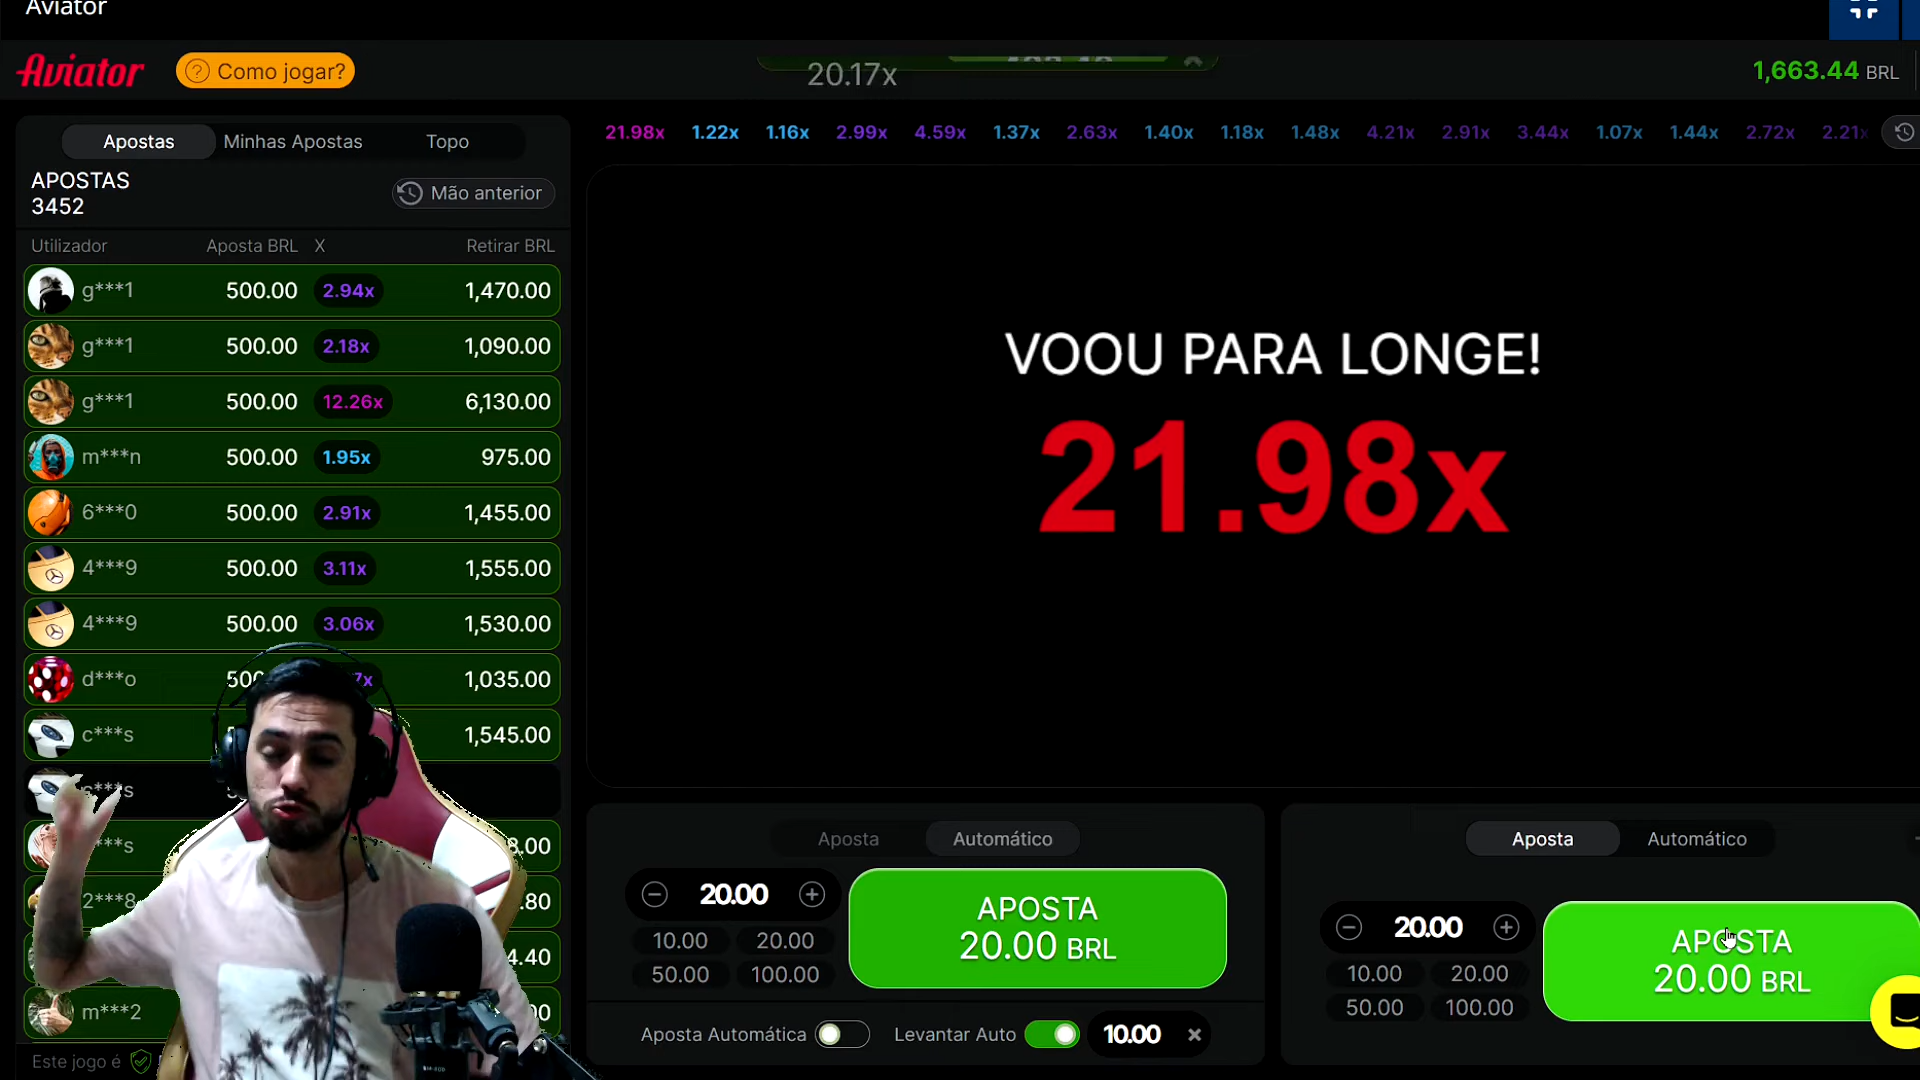 Aviator
Aviator
? Como jogar?
20.17x
1,663.44 BRL
Apostas Minhas Apostas Topo
21.98x 1.22x 1.16x 2.99x 4.59x 1.37x 2.63x 1.40x 1.18x 1.48x 4.21x 2.91x 3.44x 1.07x 1.44x 2.72x 2.21x
APOSTAS
3452
Mão anterior
Utilizador Aposta BRL X Retirar BRL
g***1 500.00 2.94x 1,470.00
g***1 500.00 2.18x 1,090.00
g***1 500.00 12.26x 6,130.00
m***n 500.00 1.95x 975.00
6***0 500.00 2.91x 1,455.00
4***9 500.00 3.11x 1,555.00
4***9 500.00 3.06x 1,530.00
d***o 1,035.00
c***s 1,545.00
2***8
m***2
Este jogo é
VOOU PARA LONGE!
21.98x
Aposta Automático
20.00
10.00 20.00
50.00 100.00
APOSTA
20.00 BRL
Aposta Automática Levantar Auto 10.00
Aposta Automático
20.00
10.00 20.00
50.00 100.00
APOSTA
20.00 BRL